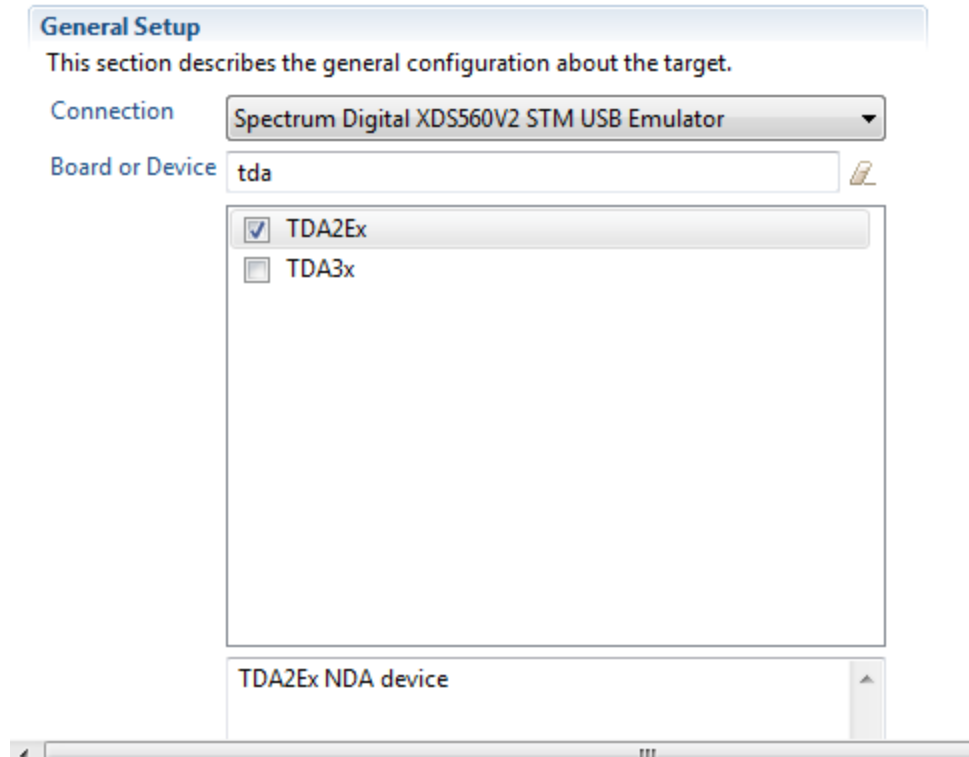 General Setup
This section describes the general configuration about the target.
Connection
Spectrum Digital XDS560V2 STM USB Emulator
Board or Device
tda
TDA2Ex
TDA3x
TDA2Ex NDA device